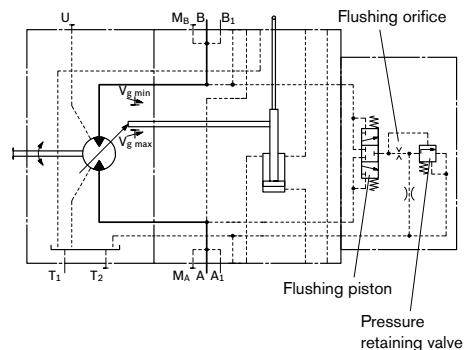 Flushing orifice
U
M_B B B_1
V_g min
V_g max
T_1 T_2
M_A A A_1
Flushing piston
Pressure
retaining valve